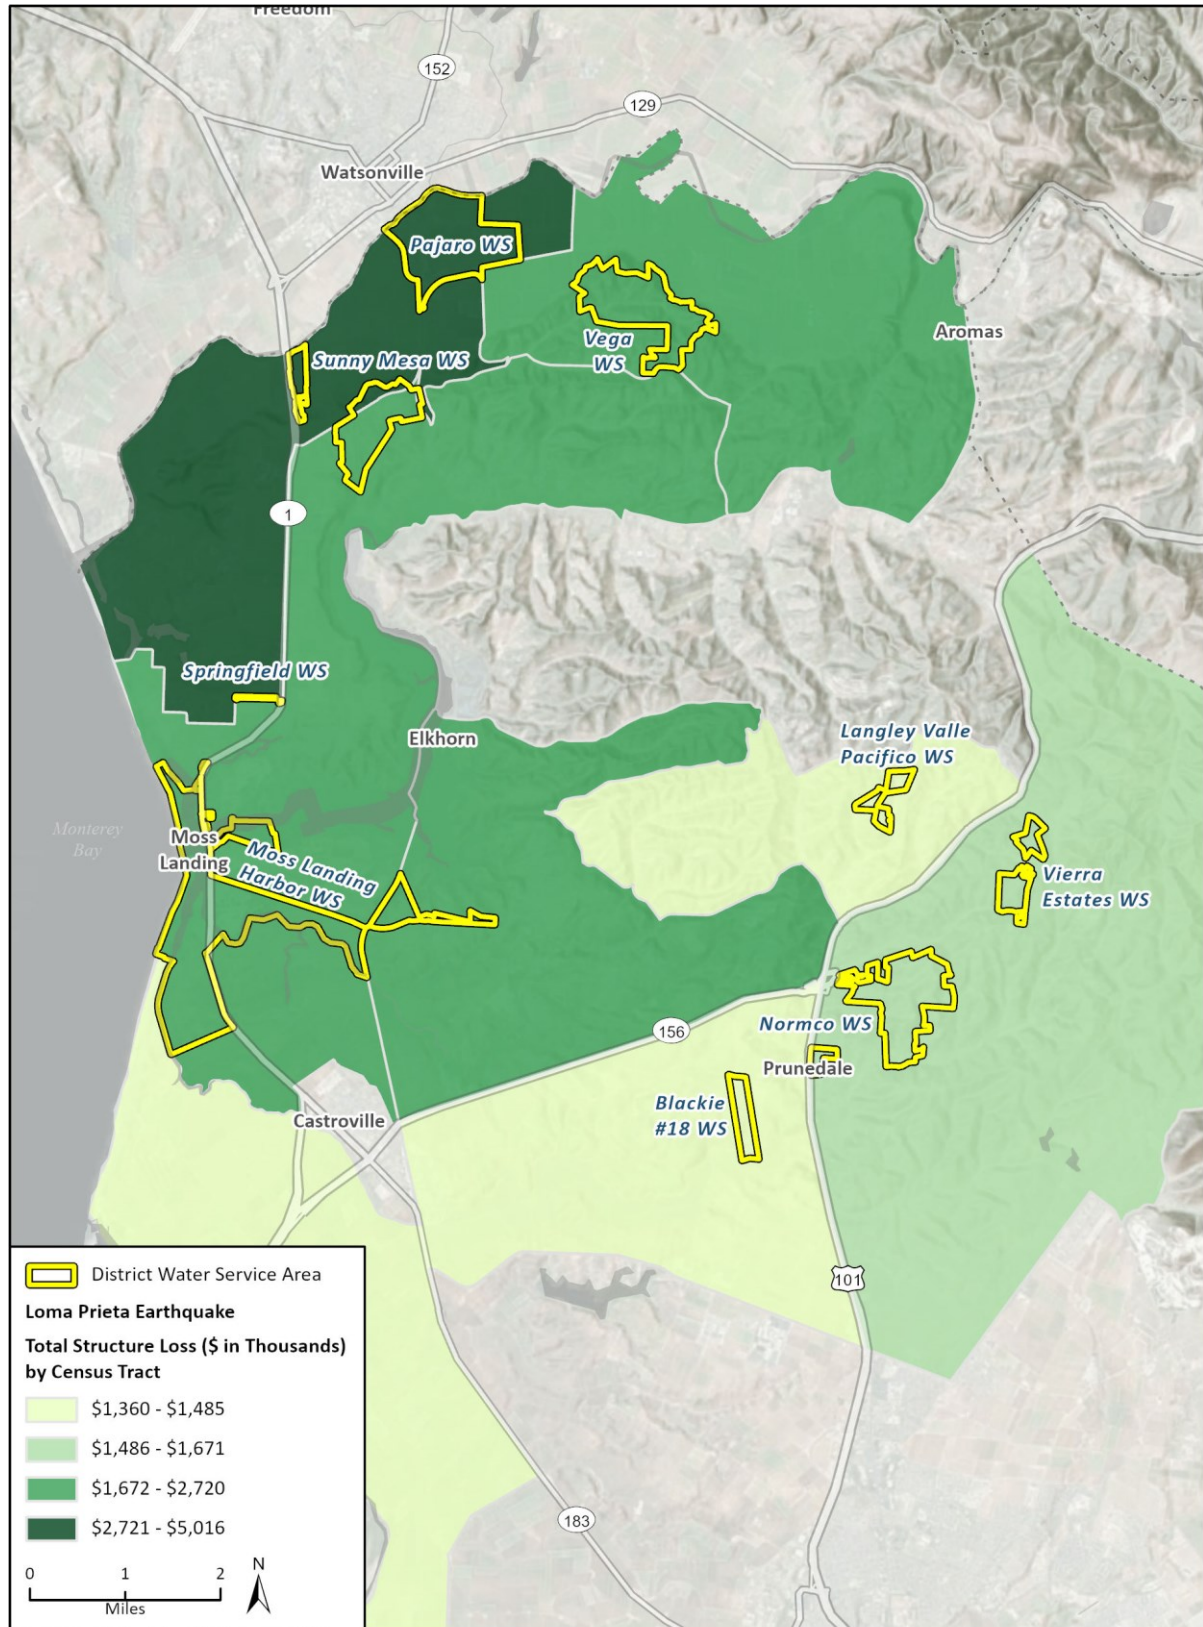 Freedom
152
129
Watsonville
Pajaro WS
Aromas
Vega
WS
Sunny Mesa WS
1
Springfield WS
Elkhorn
Langley Valle
Pacifico WS
Monterey
Bay
Moss
Landing
Moss Landing
Harbor WS
Vierra
Estates WS
Normco WS
156
Prunedale
Blackie
#18 WS
Castroville
101
183
District Water Service Area
Loma Prieta Earthquake
Total Structure Loss ($ in Thousands)
by Census Tract
$1,360 - $1,485
$1,486 - $1,671
$1,672 - $2,720
$2,721 - $5,016
0 1 2
Miles
N